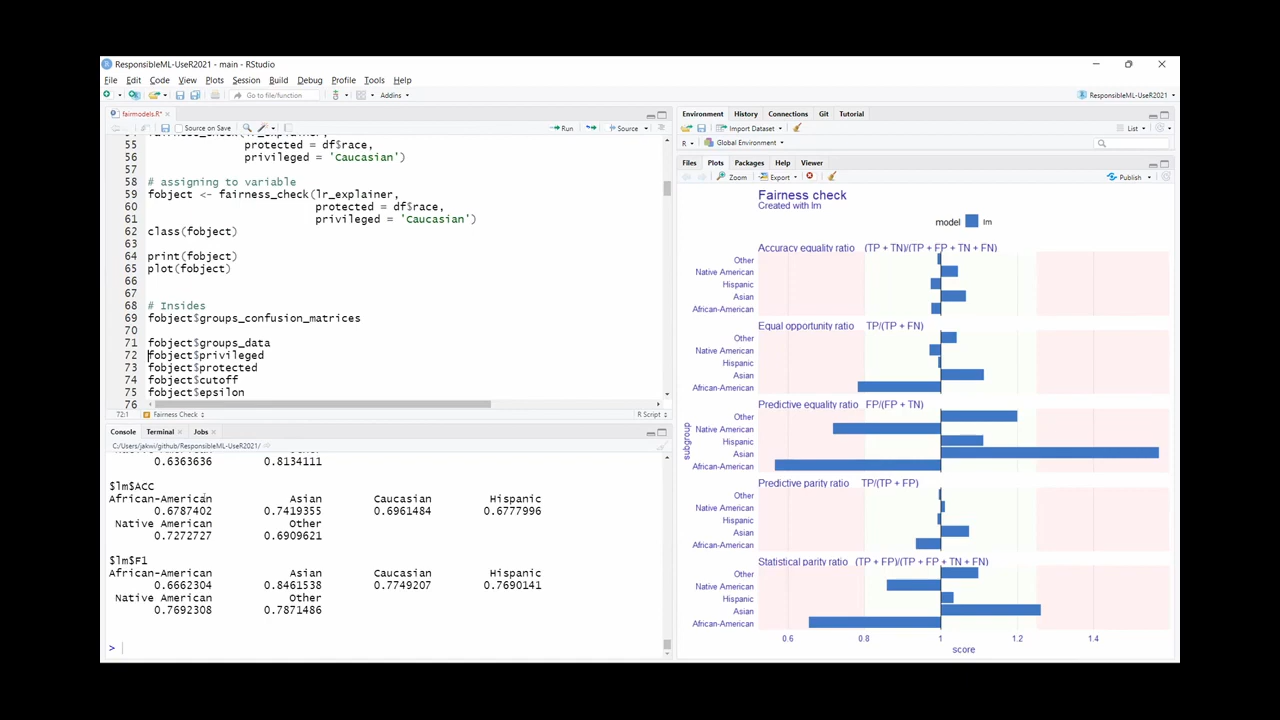 ResponsibleML-UseR2021 - main - RStudio
File Edit Code View Plots Session Build Debug Profile Tools Help
Go to file/function Addins ResponsibleML-UseR2021
fairmodels.R*
Source on Save Run Source
55 protected = df$race,
56 privileged = 'Caucasian')
57
58 # assigning to variable
59 fobject <- fairness_check(lr_explainer,
60 protected = df$race,
61 privileged = 'Caucasian')
62 class(fobject)
63
64 print(fobject)
65 plot(fobject)
66
67
68 # Insides
69 fobject$groups_confusion_matrices
70
71 fobject$groups_data
72 fobject$privileged
73 fobject$protected
74 fobject$cutoff
75 fobject$epsilon
76
72:1 Fairness Check R Script
Console Terminal Jobs
C:/Users/jakwi/github/ResponsibleML-UseR2021/
0.6363636 0.8134111
$lm$ACC
African-American Asian Caucasian Hispanic
0.6787402 0.7419355 0.6961484 0.6777996
Native American Other
0.7272727 0.6909621
$lm$F1
African-American Asian Caucasian Hispanic
0.6662304 0.8461538 0.7749207 0.7690141
Native American Other
0.7692308 0.7871486
>
Environment History Connections Git Tutorial
Import Dataset List
R Global Environment
Files Plots Packages Help Viewer
Zoom Export Publish
Fairness check
Created with lm
model lm
Accuracy equality ratio (TP + TN)/(TP + FP + TN + FN)
Other
Native American
Hispanic
Asian
African-American
Equal opportunity ratio TP/(TP + FN)
Other
Native American
Hispanic
Asian
African-American
Predictive equality ratio FP/(FP + TN)
Other
Native American
Hispanic
Asian
African-American
Predictive parity ratio TP/(TP + FP)
Other
Native American
Hispanic
Asian
African-American
Statistical parity ratio (TP + FP)/(TP + FP + TN + FN)
Other
Native American
Hispanic
Asian
African-American
subgroup
0.6 0.8 1 1.2 1.4
score